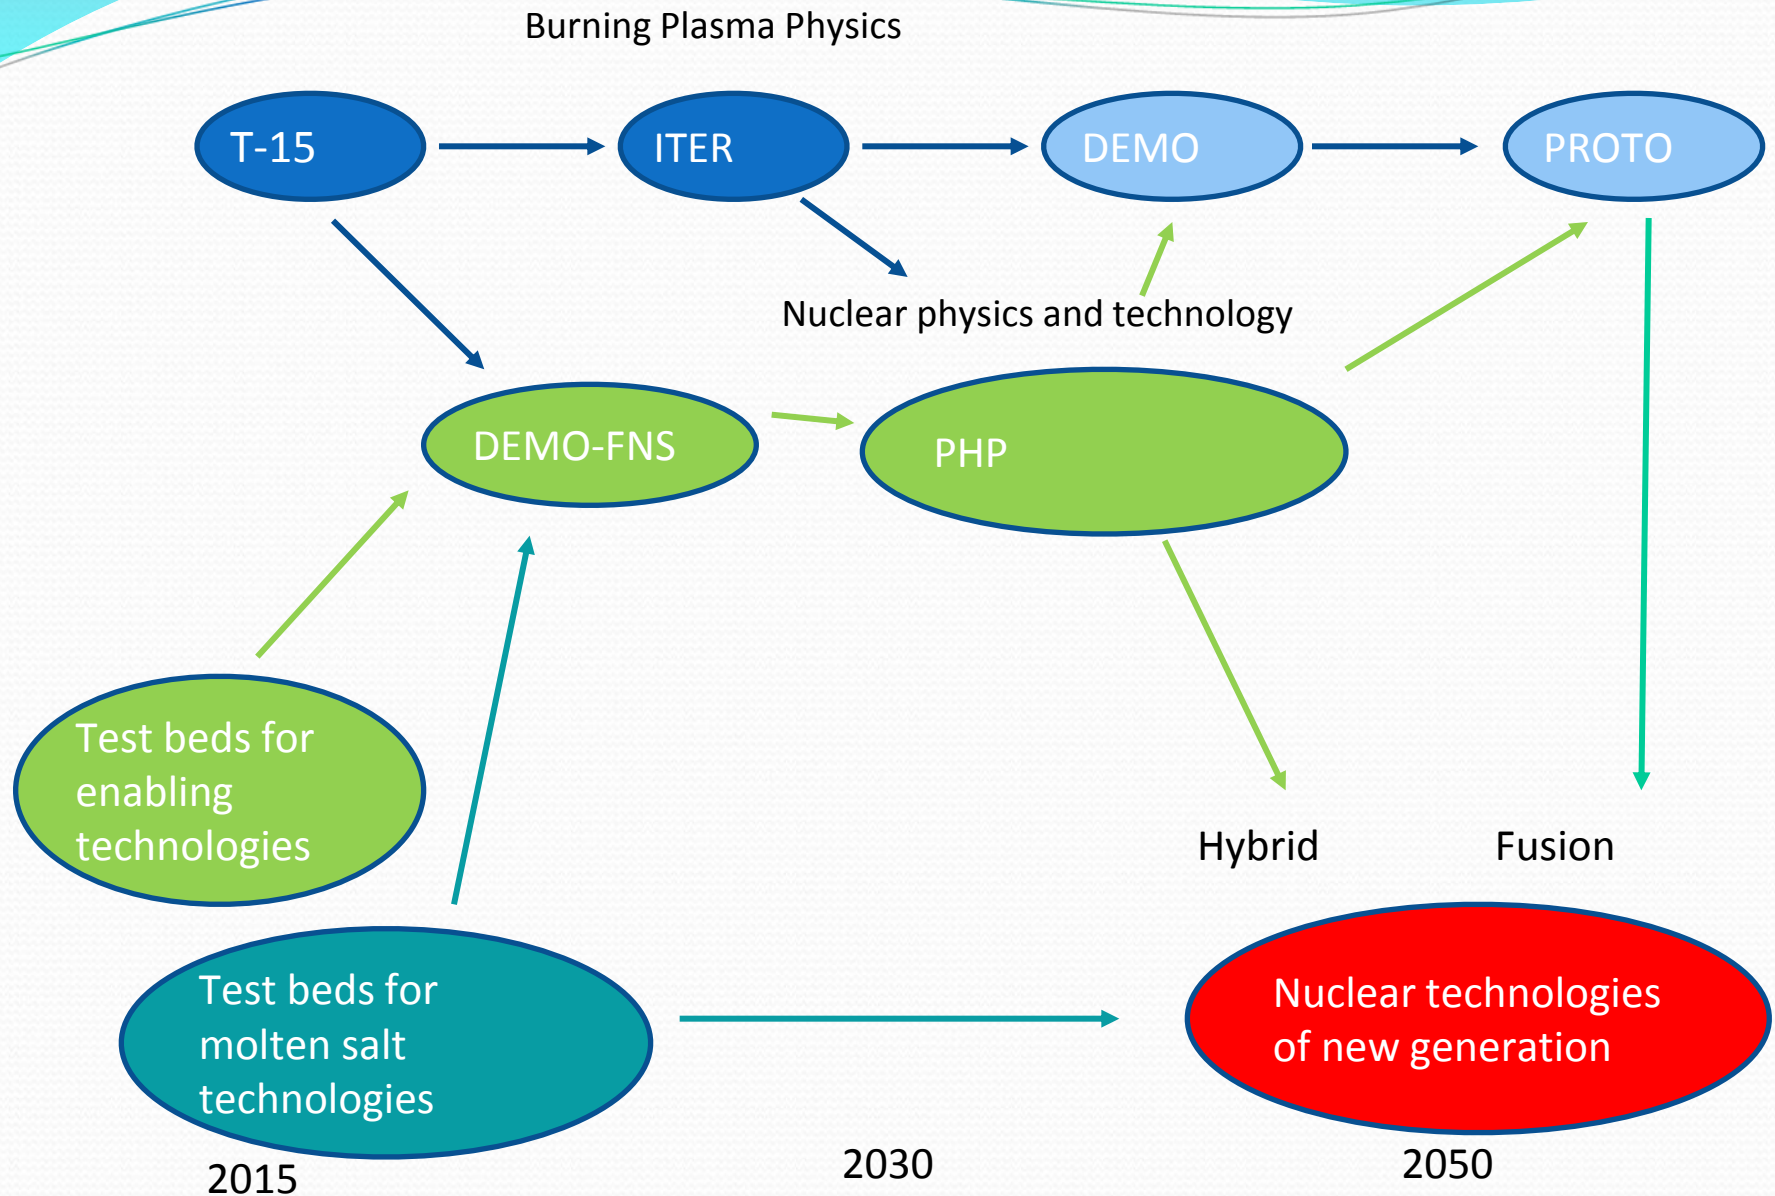 Burning Plasma Physics
T-15
ITER
DEMO
PROTO
Nuclear physics and technology
DEMO-FNS
PHP
Test beds for
enabling
technologies
Hybrid
Fusion
Test beds for
molten salt
technologies
Nuclear technologies
of new generation
2015
2030
2050